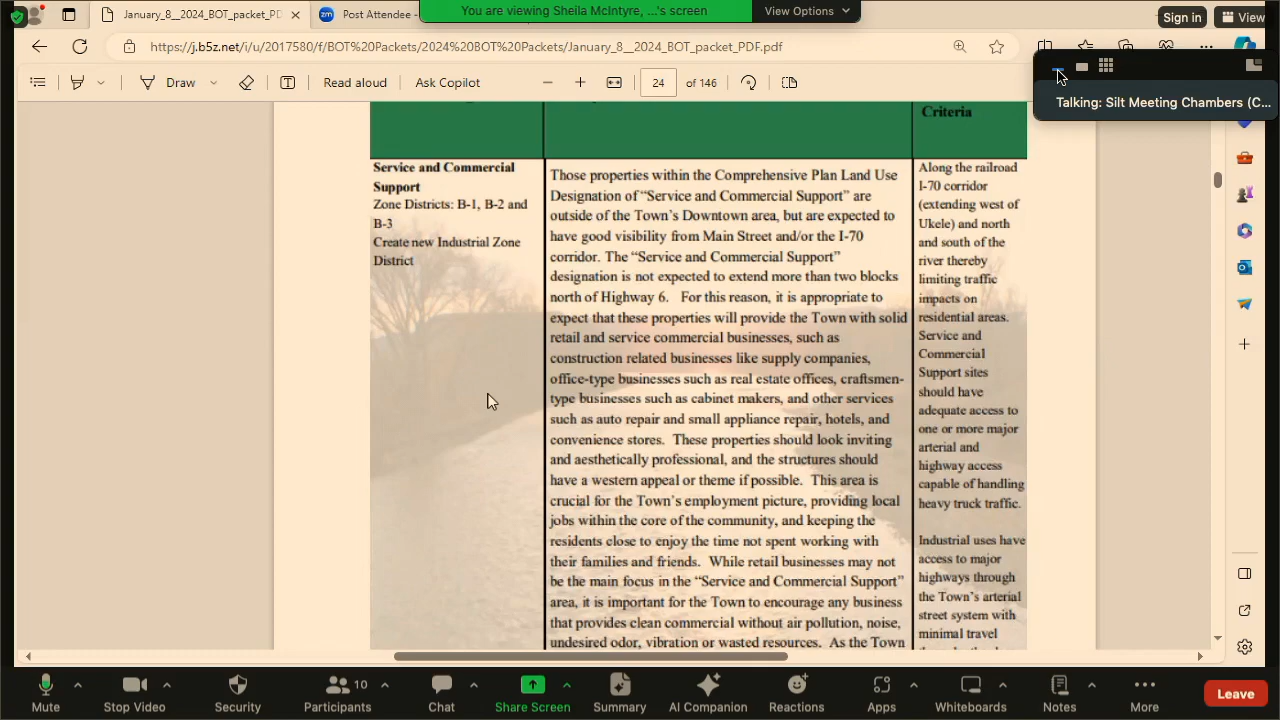 January_8__2024_BOT_packet_PD
Post Attendee -
You are viewing Sheila McIntyre, ...'s screen
View Options
Sign in
View
https://j.b5z.net/i/u/2017580/f/BOT%20Packets/2024%20BOT%20Packets/January_8__2024_BOT_packet_PDF.pdf
Draw
Read aloud
Ask Copilot
24
of 146
Talking: Silt Meeting Chambers (C...
Criteria
Service and Commercial
Support
Zone Districts: B-1, B-2 and
B-3
Create new Industrial Zone
District
Those properties within the Comprehensive Plan Land Use
Designation of “Service and Commercial Support” are
outside of the Town’s Downtown area, but are expected to
have good visibility from Main Street and/or the I-70
corridor. The “Service and Commercial Support”
designation is not expected to extend more than two blocks
north of Highway 6. For this reason, it is appropriate to
expect that these properties will provide the Town with solid
retail and service commercial businesses, such as
construction related businesses like supply companies,
office-type businesses such as real estate offices, craftsmen-
type businesses such as cabinet makers, and other services
such as auto repair and small appliance repair, hotels, and
convenience stores. These properties should look inviting
and aesthetically professional, and the structures should
have a western appeal or theme if possible. This area is
crucial for the Town’s employment picture, providing local
jobs within the core of the community, and keeping the
residents close to enjoy the time not spent working with
their families and friends. While retail businesses may not
be the main focus in the “Service and Commercial Support”
area, it is important for the Town to encourage any business
that provides clean commercial without air pollution, noise,
undesired odor, vibration or wasted resources. As the Town
Along the railroad
I-70 corridor
(extending west of
Ukele) and north
and south of the
river thereby
limiting traffic
impacts on
residential areas.
Service and
Commercial
Support sites
should have
adequate access to
one or more major
arterial and
highway access
capable of handling
heavy truck traffic.
Industrial uses have
access to major
highways through
the Town’s arterial
street system with
minimal travel
Mute
Stop Video
Security
10
Participants
Chat
Share Screen
Summary
AI Companion
Reactions
Apps
Whiteboards
Notes
More
Leave